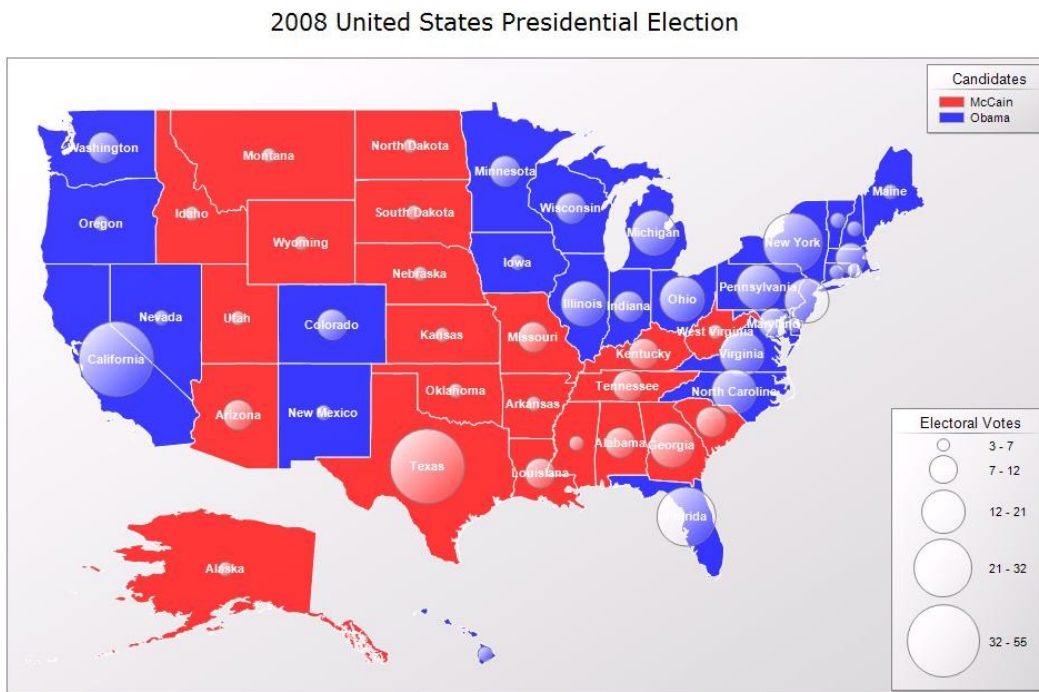 2008 United States Presidential Election
Candidates
McCain
Obama
Washington
Montana
North Dakota
Minnesota
Maine
Oregon
Idaho
South Dakota
Wisconsin
Michigan
New York
Wyoming
Iowa
Nebraska
Pennsylvania
Illinois
Indiana
Ohio
Nevada
Utah
Colorado
Maryland
Kansas
Missouri
West Virginia
California
Kentucky
Virginia
Tennessee
North Carolina
Oklahoma
Arkansas
Arizona
New Mexico
Alabama
Georgia
Texas
Louisiana
Florida
Alaska
Electoral Votes
3 - 7
7 - 12
12 - 21
21 - 32
32 - 55